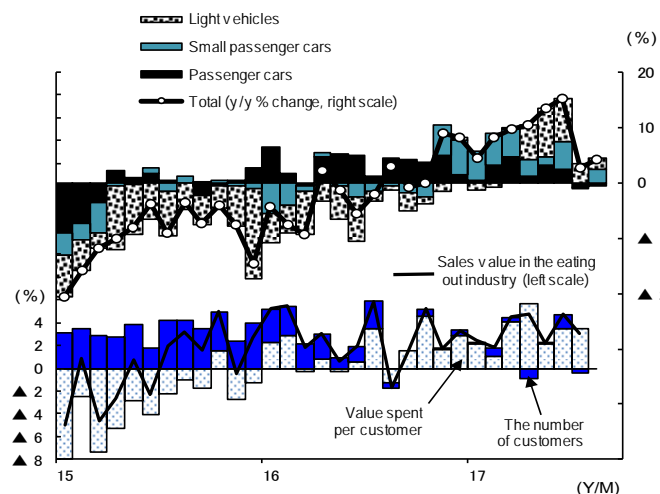 Light vehicles
Small passenger cars
Passenger cars
Total (y/y % change, right scale)
(%)
20
10
0
▲
▲
Sales value in the eating
out industry (left scale)
(%)
4
2
0
▲ 2
▲ 4
▲ 6
▲ 8
Value spent
per customer
The number
of customers
15
16
17
(Y/M)